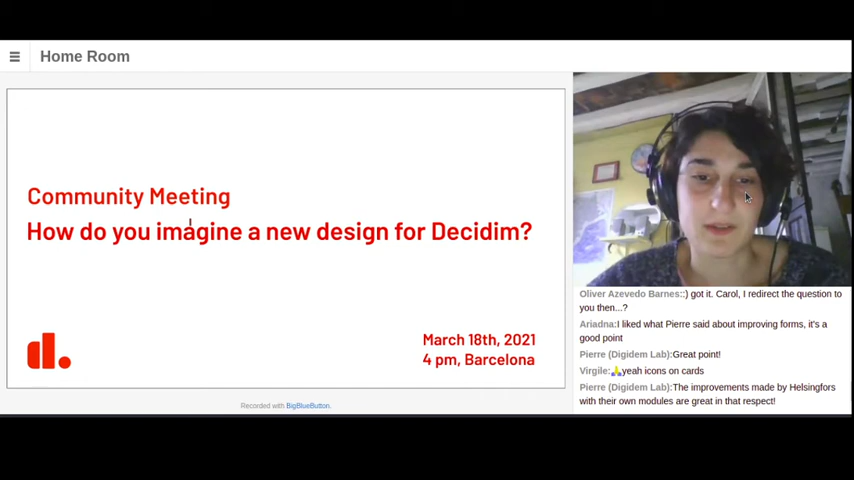 Home Room
Community Meeting
How do you imagine a new design for Decidim?
d.
March 18th, 2021
4 pm, Barcelona
Recorded with BigBlueButton.
Oliver Azevedo Barnes::) got it. Carol, I redirect the question to
you then...?
Ariadna:I liked what Pierre said about improving forms, it's a
good point
Pierre (Digidem Lab):Great point!
Virgile:🙏yeah icons on cards
Pierre (Digidem Lab):The improvements made by Helsingfors
with their own modules are great in that respect!